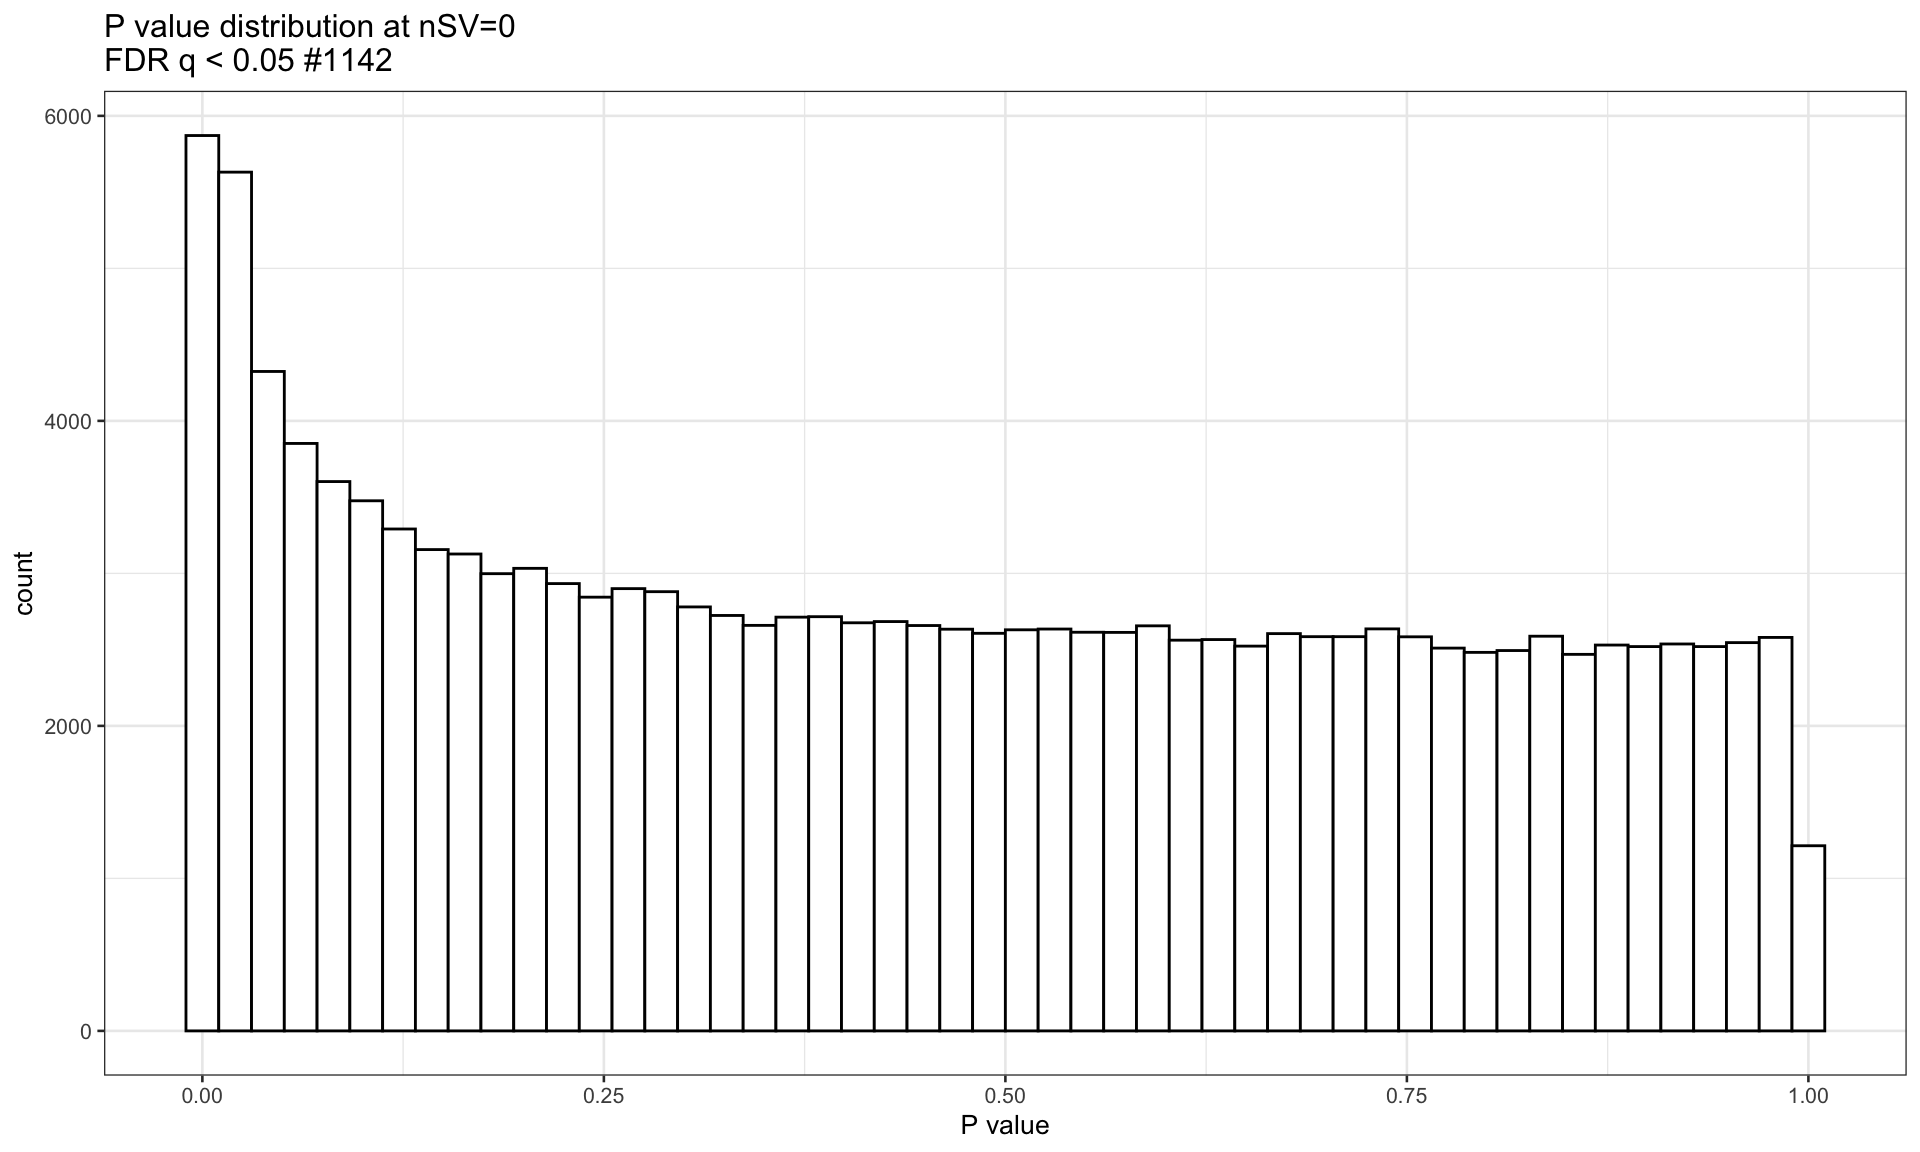 P value distribution at nSV=0
FDR q < 0.05 #1142
6000
4000
2000
0
count
0.00 0.25 0.50 0.75 1.00
P value